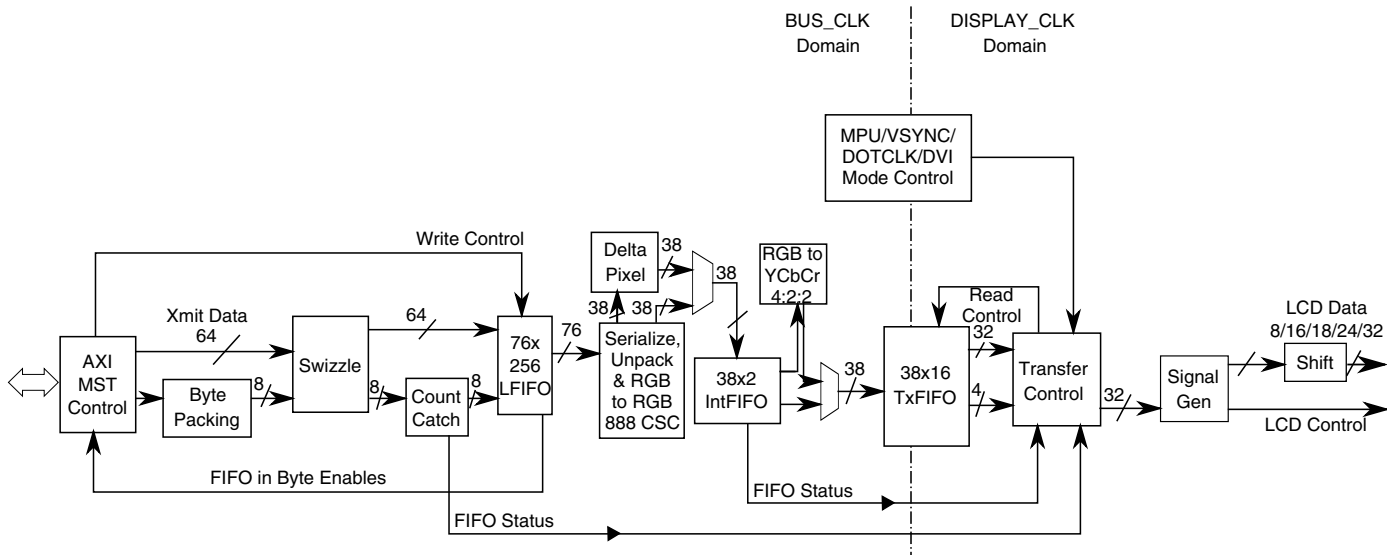 BUS_CLK
Domain
DISPLAY_CLK
Domain
MPU/VSYNC/
DOTCLK/DVI
Mode Control
Write Control
Xmit Data
64
AXI
MST
Control
Byte
Packing
8
Swizzle
64
8
Count
Catch
8
76x
256
LFIFO
76
FIFO in Byte Enables
FIFO Status
Delta
Pixel
38
38
38
38
Serialize,
Unpack
& RGB
to RGB
888 CSC
RGB to
YCbCr
4:2:2
38x2
IntFIFO
38
FIFO Status
38x16
TxFIFO
Read
Control
32
4
Transfer
Control
32
Signal
Gen
LCD Data
8/16/18/24/32
Shift
LCD Control